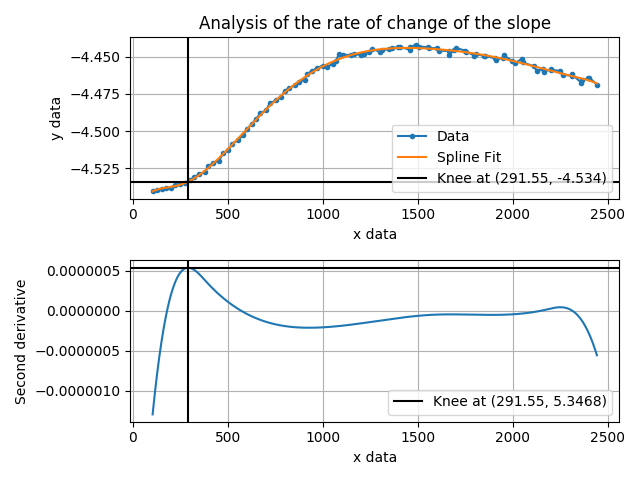 Analysis of the rate of change of the slope
−4.450
−4.475
−4.500
−4.525
y data
Data
Spline Fit
Knee at (291.55, -4.534)
0 500 1000 1500 2000 2500
x data
0.0000005
0.0000000
−0.0000005
−0.0000010
Second derivative
Knee at (291.55, 5.3468)
0 500 1000 1500 2000 2500
x data